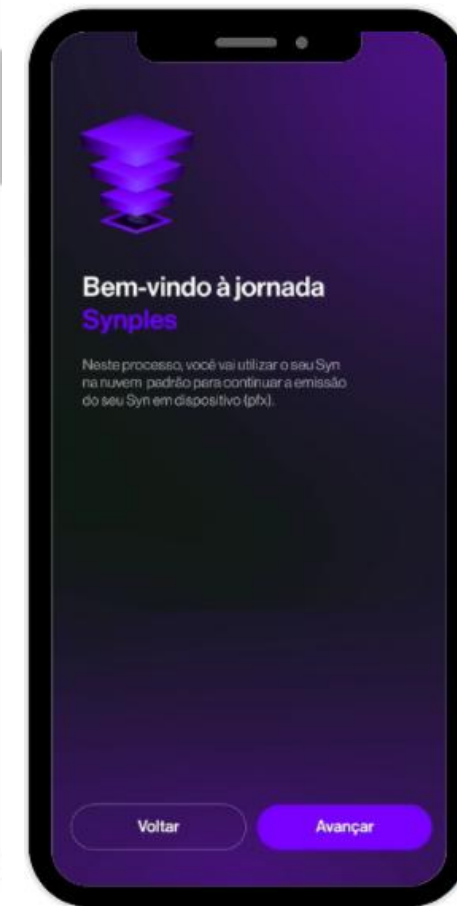 Bem-vindo à jornada
Synples
Neste processo, você vai utilizar o seu Syn
na nuvem padrão para continuar a emissão
do seu Syn em dispositivo (pfx).
Voltar
Avançar